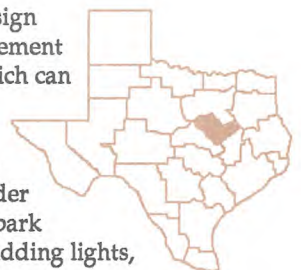 sign
ement
ich can
der
park
dding lights,